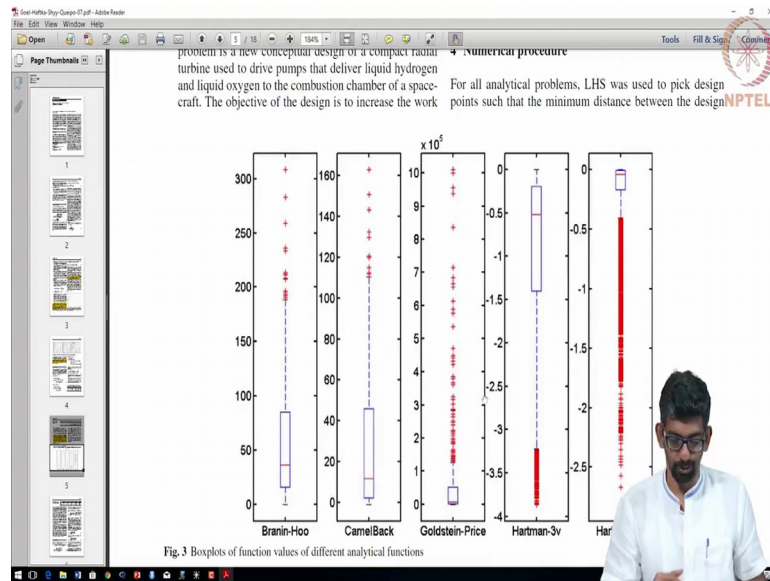 Goel-Haftka-Shyy-Queipo-07.pdf - Adobe Reader
File Edit View Window Help
Open
5 / 18
184%
Tools
Fill & Sign
Comment
NPTEL
Page Thumbnails
1
2
3
4
5
problem is a new conceptual design of a compact radial
turbine used to drive pumps that deliver liquid hydrogen
and liquid oxygen to the combustion chamber of a space-
craft. The objective of the design is to increase the work
4 Numerical procedure
For all analytical problems, LHS was used to pick design
points such that the minimum distance between the design
300
250
200
150
100
50
0
Branin-Hoo
160
140
120
100
80
60
40
20
0
CamelBack
x 10⁵
10
9
8
7
6
5
4
3
2
1
0
Goldstein-Price
0
-0.5
-1
-1.5
-2
-2.5
-3
-3.5
-4
Hartman-3v
0
-0.5
-1
-1.5
-2
-2.5
Har
Fig. 3 Boxplots of function values of different analytical functions